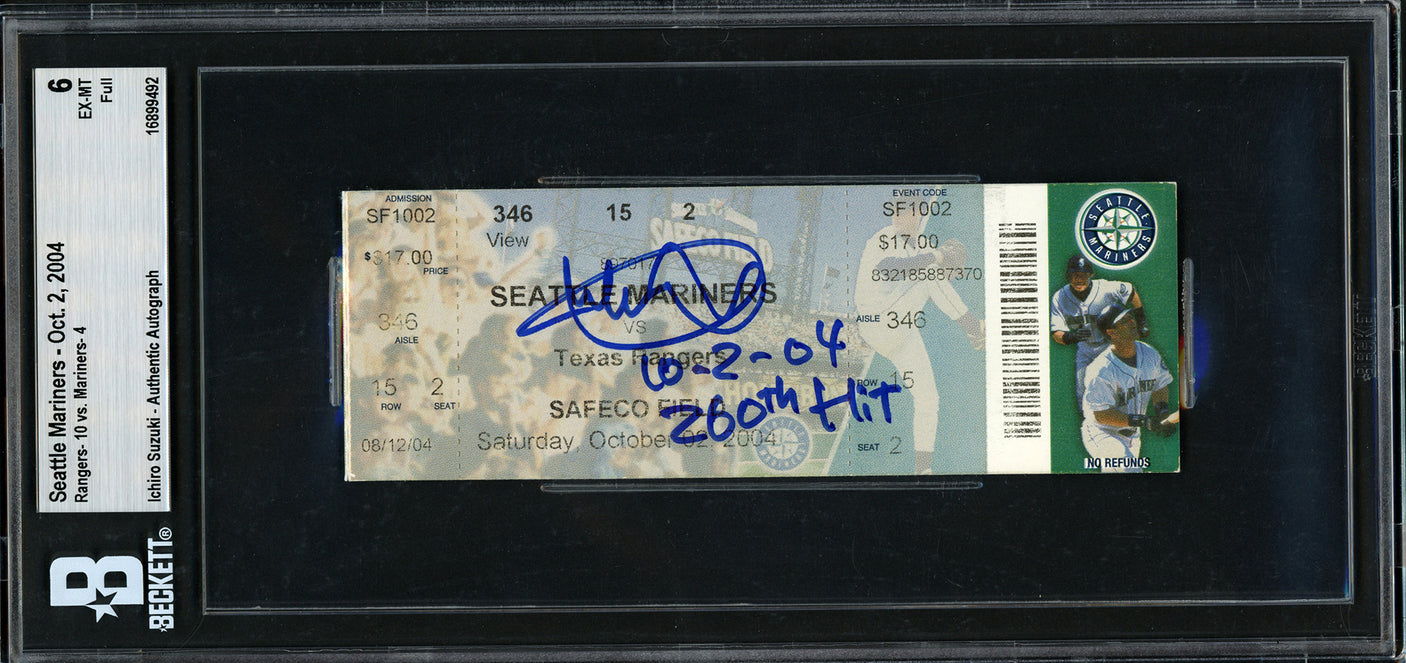 6
EX-MT
Full
16899492
Seattle Mariners - Oct. 2, 2004
Rangers- 10 vs. Mariners- 4
Ichiro Suzuki - Authentic Autograph
B
BECKETT®
ADMISSION
SF1002
$17.00
PRICE
346
AISLE
15 2
ROW SEAT
08/12/04
346 15 2
View
SEATTLE MARINERS
VS
Texas Rangers
SAFECO FIELD
Saturday, October 02, 2004
10-2-04
260th Hit
EVENT CODE
SF1002
$17.00
832185887370
AISLE 346
ROW 15
SEAT 2
SEATTLE
MARINERS
NO REFUNDS
BECKETT